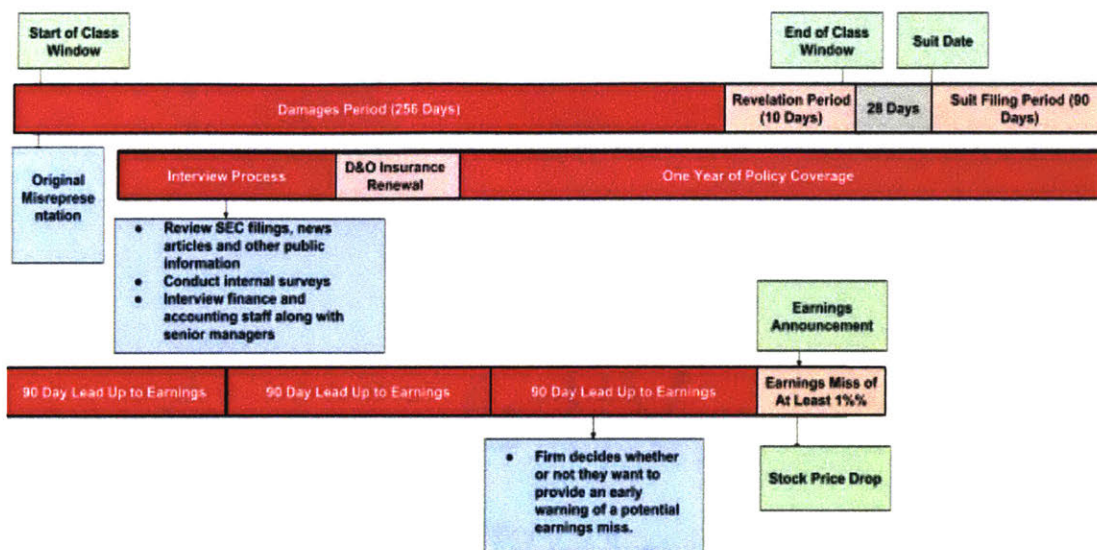 Start of Class
Window
End of Class
Window
Suit Date
Damages Period (256 Days)
Revelation Period
(10 Days)
28 Days
Suit Filing Period (90
Days)
Original
Misreprese
ntation
Interview Process
D&O Insurance
Renewal
One Year of Policy Coverage
● Review SEC filings, news
articles and other public
information
● Conduct internal surveys
● Interview finance and
accounting staff along with
senior managers
Earnings
Announcement
90 Day Lead Up to Earnings
90 Day Lead Up to Earnings
90 Day Lead Up to Earnings
Earnings Miss of
At Least 1%%
● Firm decides whether
or not they want to
provide an early
warning of a potential
earnings miss.
Stock Price Drop